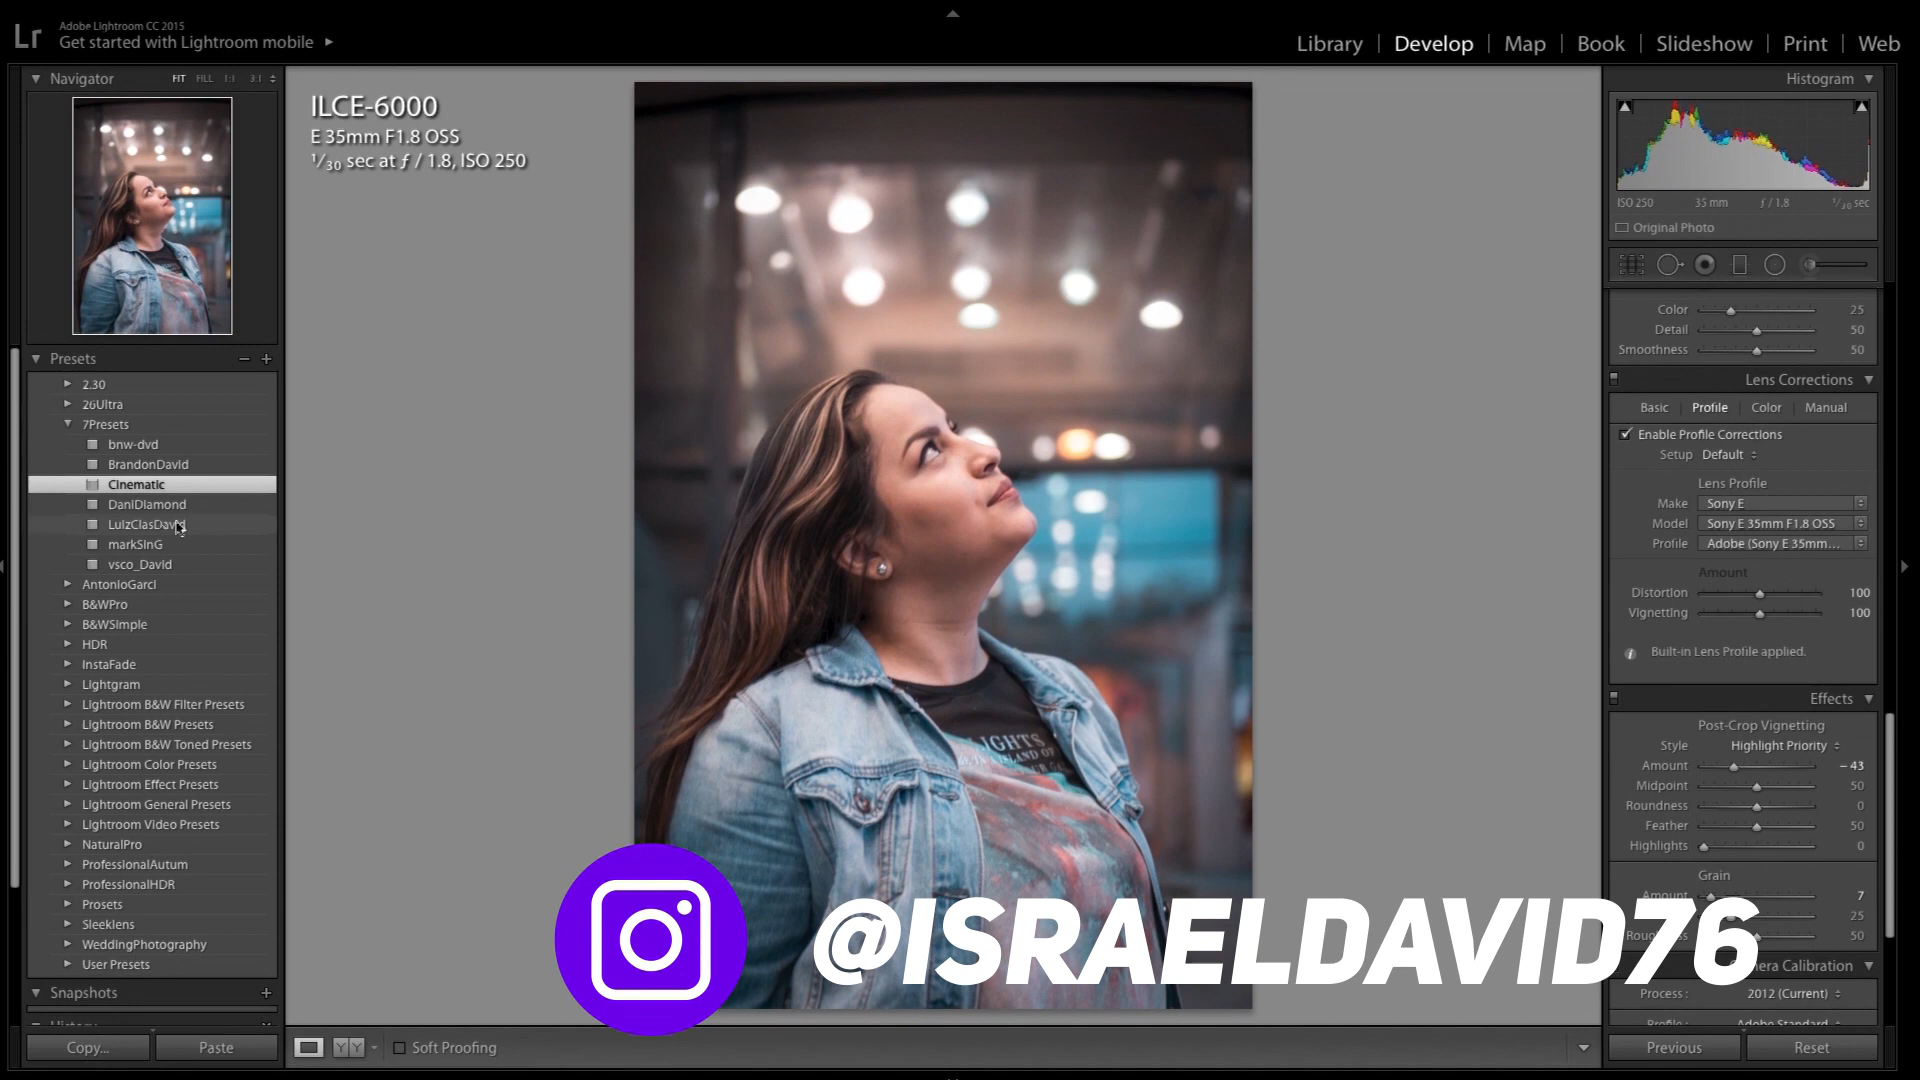 Lr
Adobe Lightroom CC 2015
Get started with Lightroom mobile
Library | Develop | Map | Book | Slideshow | Print | Web
Navigator FIT FILL 1:1 3:1
Presets
2.30
26Ultra
7Presets
bnw-dvd
BrandonDavid
Cinematic
DaniDiamond
markSinG
vsco_David
AntonioGarci
B&WPro
B&WSimple
HDR
InstaFade
Lightgram
Lightroom B&W Filter Presets
Lightroom B&W Presets
Lightroom B&W Toned Presets
Lightroom Color Presets
Lightroom Effect Presets
Lightroom General Presets
Lightroom Video Presets
NaturalPro
ProfessionalAutum
ProfessionalHDR
Prosets
Sleeklens
WeddingPhotography
User Presets
Snapshots
History
Copy... Paste
ILCE-6000
E 35mm F1.8 OSS
1/30 sec at ƒ / 1.8, ISO 250
LIGHTS
ISLAND OF
@ISRAELDAVID76
Soft Proofing
Histogram
ISO 250 35 mm ƒ / 1.8 1/30 sec
Original Photo
Color 25
Detail 50
Smoothness 50
Lens Corrections
Basic Profile Color Manual
Enable Profile Corrections
Setup Default
Lens Profile
Make Sony E
Model Sony E 35mm F1.8 OSS
Profile Adobe (Sony E 35mm...
Amount
Distortion 100
Vignetting 100
Built-in Lens Profile applied.
Effects
Post-Crop Vignetting
Style Highlight Priority
Amount - 43
Midpoint 50
Roundness 0
Feather 50
Highlights 0
Grain
Amount 7
25
50
Calibration
Process : 2012 (Current)
Profile : Adobe Standard
Previous Reset